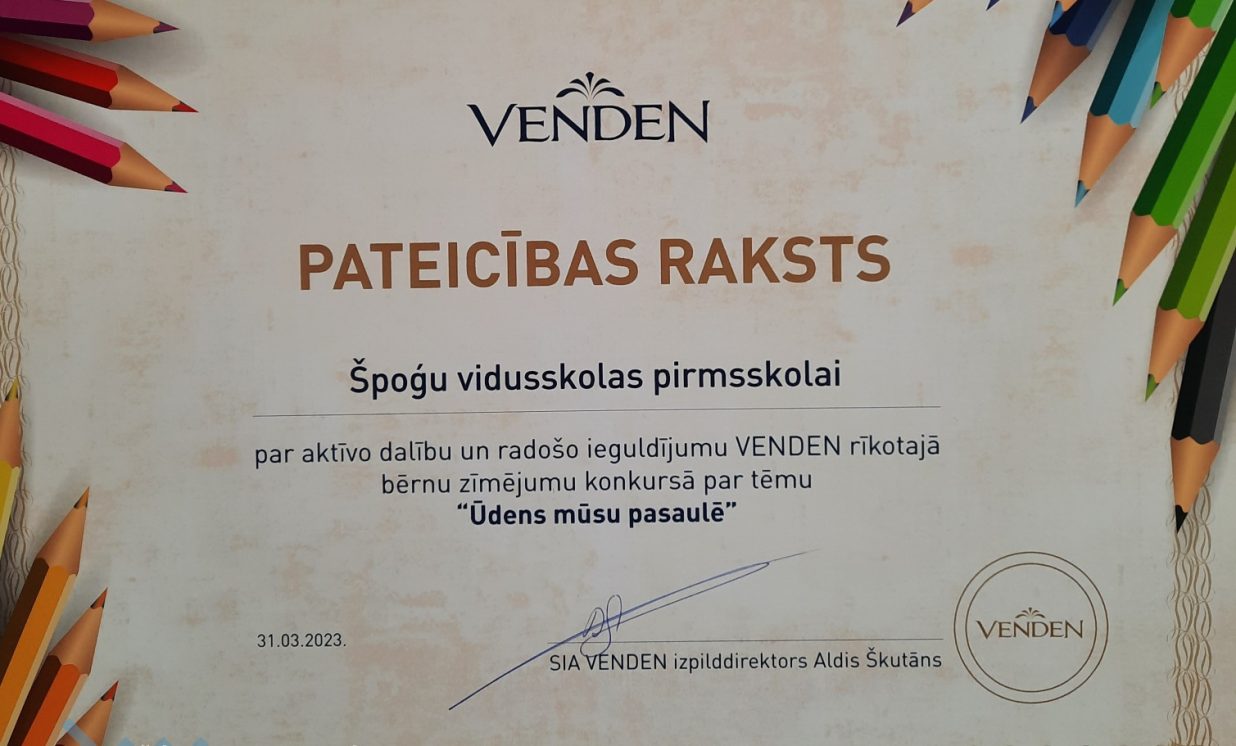 VENDEN
PATEICĪBAS RAKSTS
Špoģu vidusskolas pirmsskolai
par aktīvo dalību un radošo ieguldījumu VENDEN rīkotajā
bērnu zīmējumu konkursā par tēmu
“Ūdens mūsu pasaulē”
31.03.2023.
SIA VENDEN izpilddirektors Aldis Škutāns
VENDEN